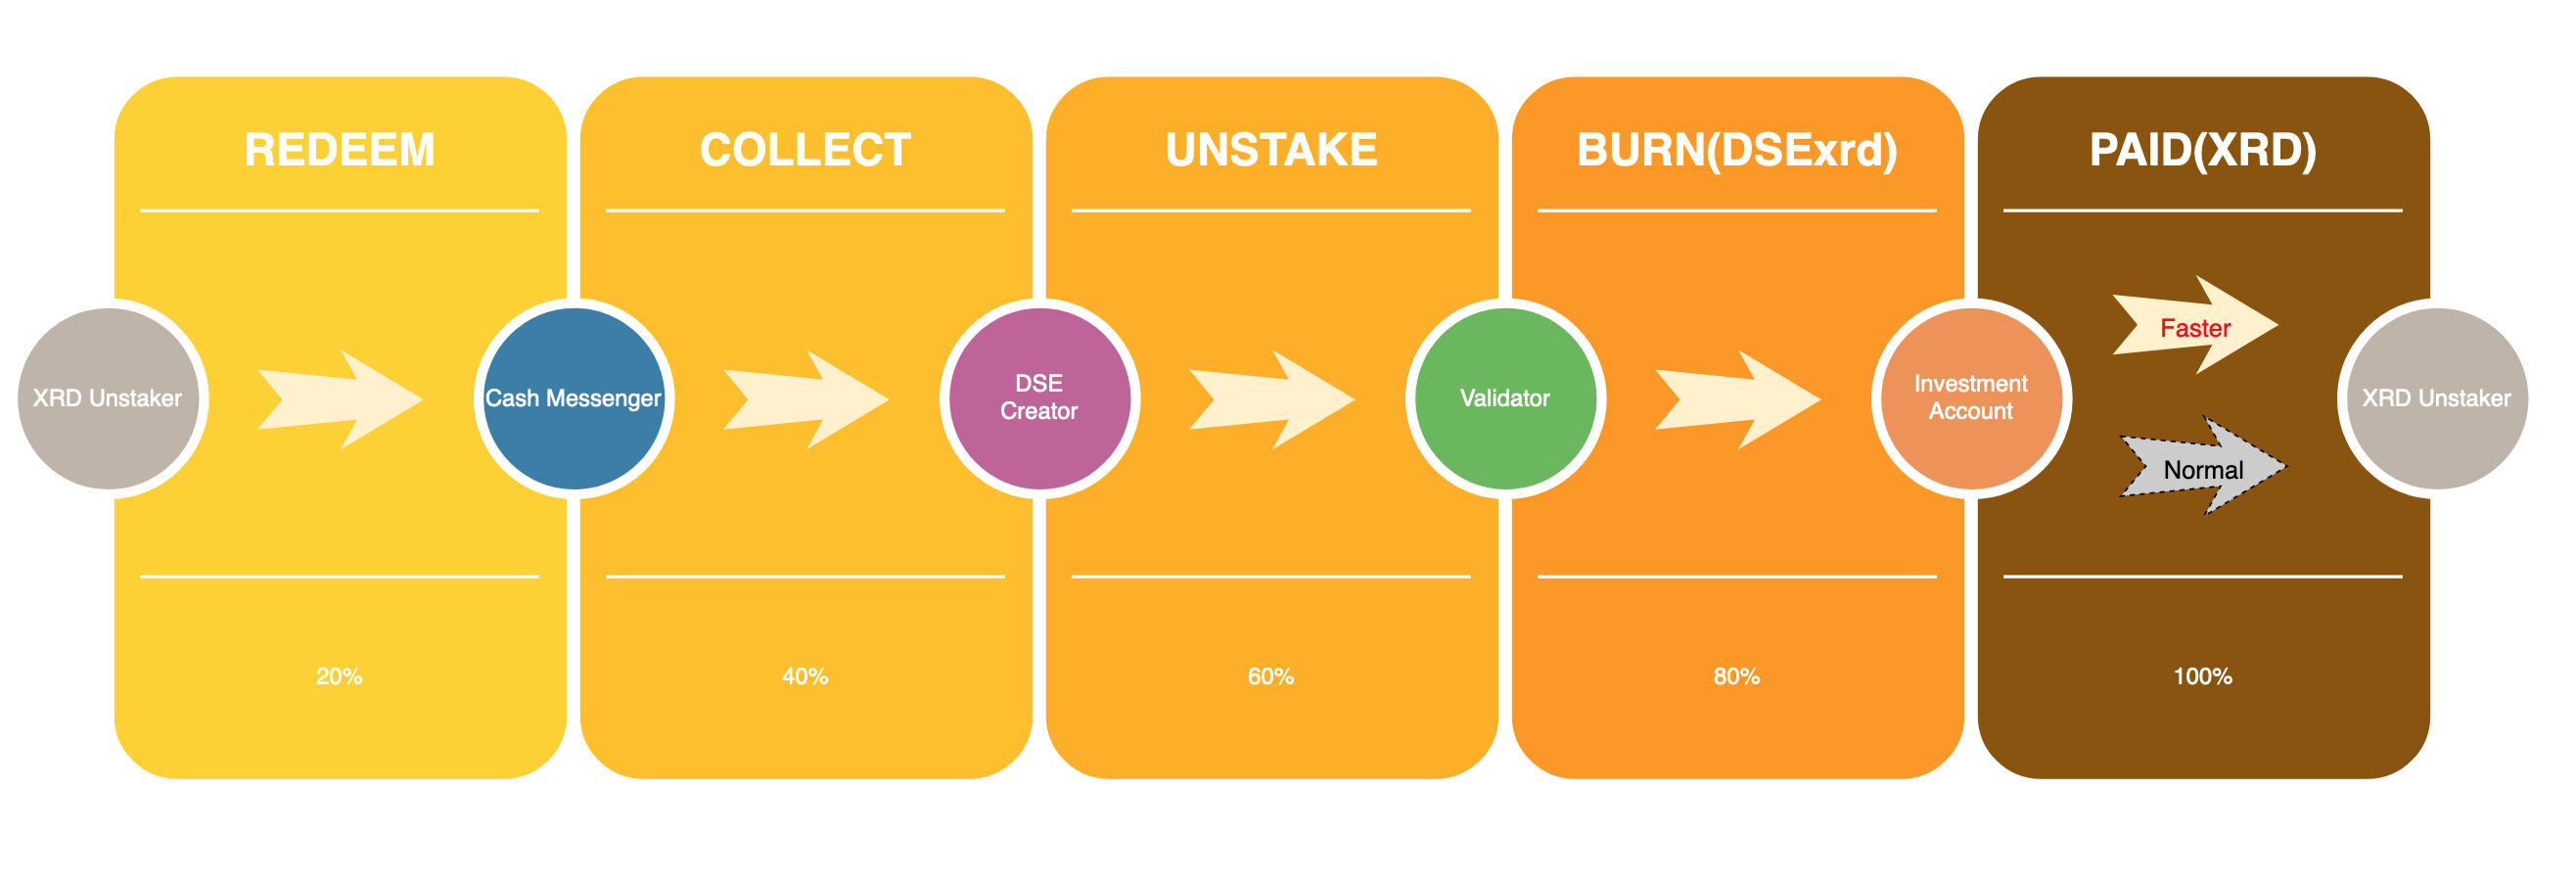 REDEEM
COLLECT
UNSTAKE
BURN(DSExrd)
PAID(XRD)
XRD Unstaker
Cash Messenger
DSE
Creator
Validator
Investment
Account
Faster
Normal
XRD Unstaker
20%
40%
60%
80%
100%